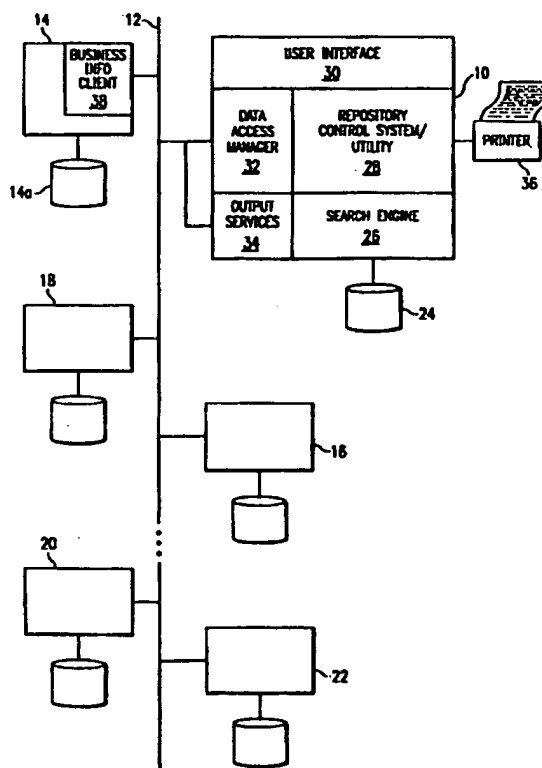 14
12
BUSINESS
INFO
CLIENT
38
14a
USER INTERFACE
30
10
DATA
ACCESS
MANAGER
32
REPOSITORY
CONTROL SYSTEM/
UTILITY
28
PRINTER
36
OUTPUT
SERVICES
34
SEARCH ENGINE
26
24
18
16
20
22